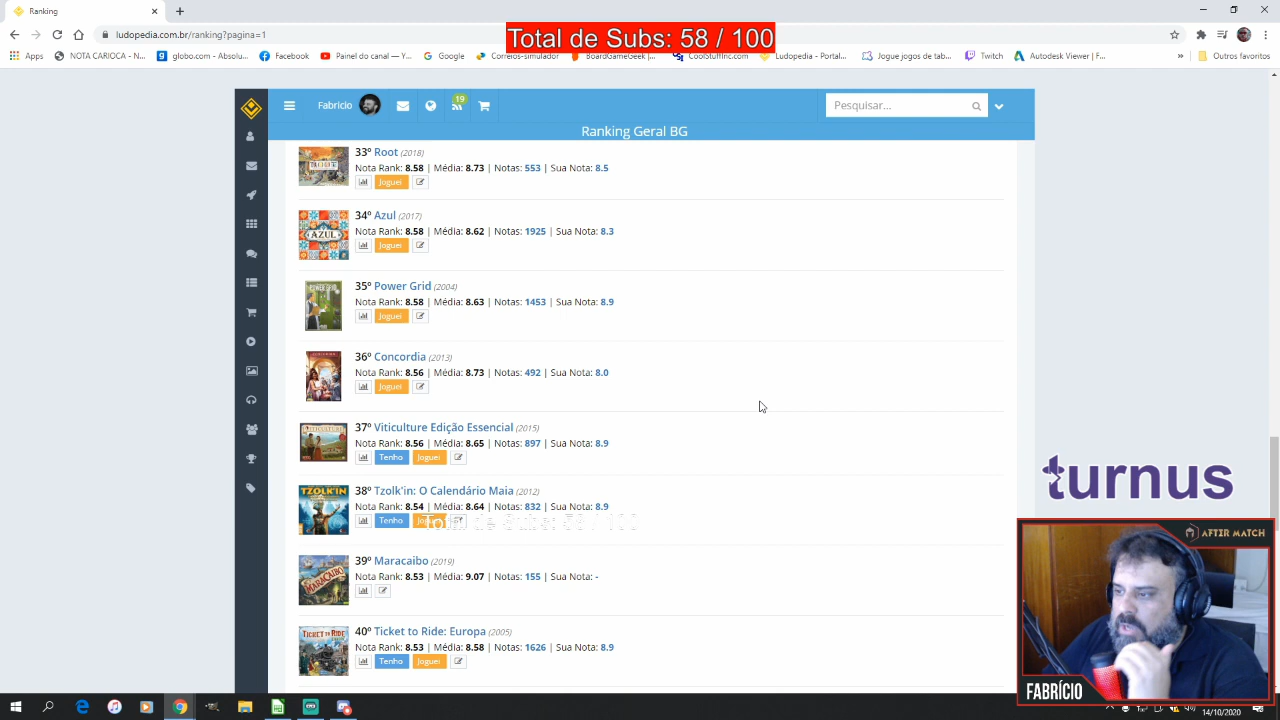 Ranking
ludopedia.com.br/ranking?pagina=1
Total de Subs: 58 / 100
Apps
NOTA CARIOCA - P...
globo.com - Absolu...
Facebook
Painel do canal - Y...
Google
Correios-simulador
BoardGameGeek |...
CoolStuffInc.com
Ludopedia - Portal...
Jogue jogos de tab...
Twitch
Autodesk Viewer | F...
»
Outros favoritos
Fabricio
19
Pesquisar...
Ranking Geral BG
33º Root (2018)
Nota Rank: 8.58 | Média: 8.73 | Notas: 553 | Sua Nota: 8.5
Joguei
34º Azul (2017)
AZUL
Nota Rank: 8.58 | Média: 8.62 | Notas: 1925 | Sua Nota: 8.3
Joguei
35º Power Grid (2004)
Nota Rank: 8.58 | Média: 8.63 | Notas: 1453 | Sua Nota: 8.9
Joguei
36º Concordia (2013)
Nota Rank: 8.56 | Média: 8.73 | Notas: 492 | Sua Nota: 8.0
Joguei
37º Viticulture Edição Essencial (2015)
Nota Rank: 8.56 | Média: 8.65 | Notas: 897 | Sua Nota: 8.9
Tenho Joguei
38º Tzolk'in: O Calendário Maia (2012)
TZOLK'IN
Nota Rank: 8.54 | Média: 8.64 | Notas: 832 | Sua Nota: 8.9
Tenho
39º Maracaibo (2019)
MARACAIBO
Nota Rank: 8.53 | Média: 9.07 | Notas: 155 | Sua Nota: -
40º Ticket to Ride: Europa (2005)
TICKET TO RIDE
Nota Rank: 8.53 | Média: 8.58 | Notas: 1626 | Sua Nota: 8.9
Tenho Joguei
turnus
AFTER MATCH
FABRÍCIO
14/10/2020